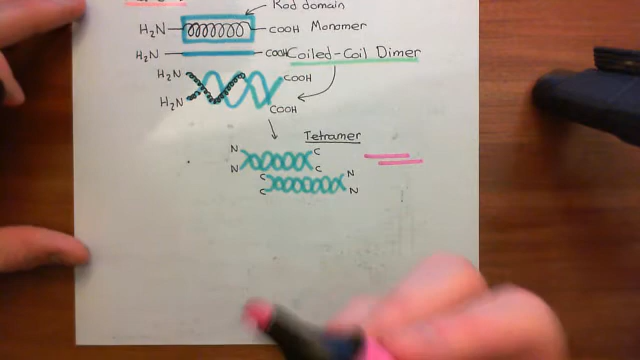 Rod domain
H₂N COOH Monomer
H₂N COOH Coiled-Coil Dimer
H₂N COOH
H₂N COOH
Tetramer
N C
N C
C N
C N